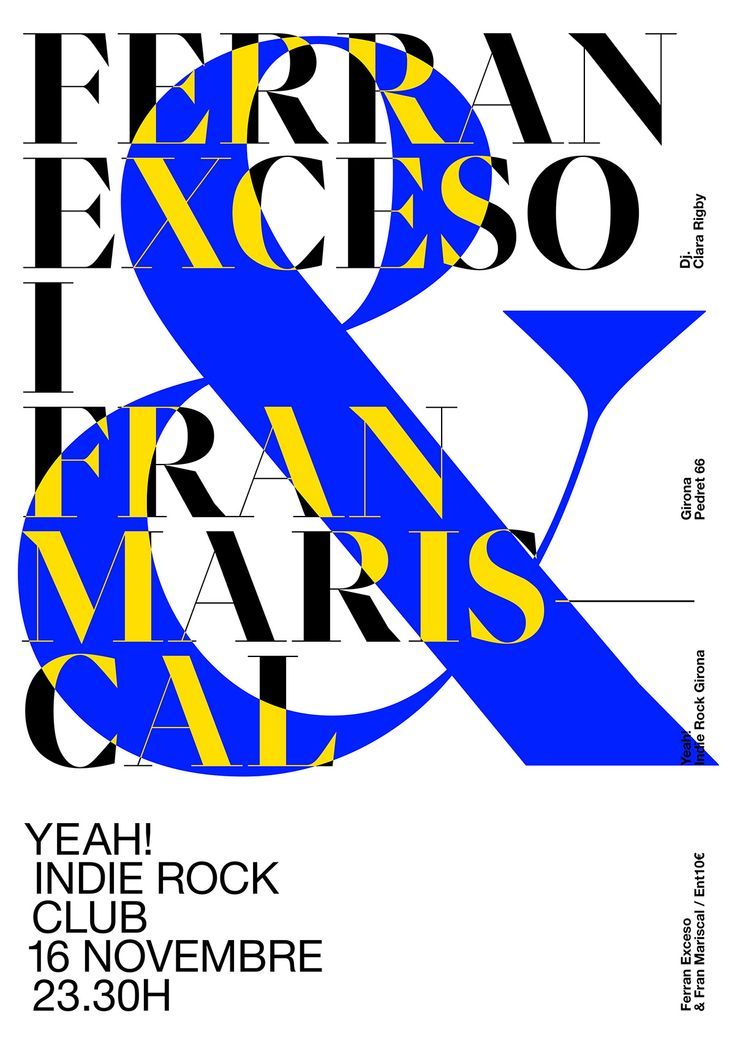 FERRAN
EXCESO
I
FRAN
MARIS—
CAL
Dj.
Clara Rigby
Girona
Pedret 66
Yeah!
Indie Rock Girona
Ferran Exceso
& Fran Mariscal / Ent10€
YEAH!
INDIE ROCK
CLUB
16 NOVEMBRE
23.30H
&